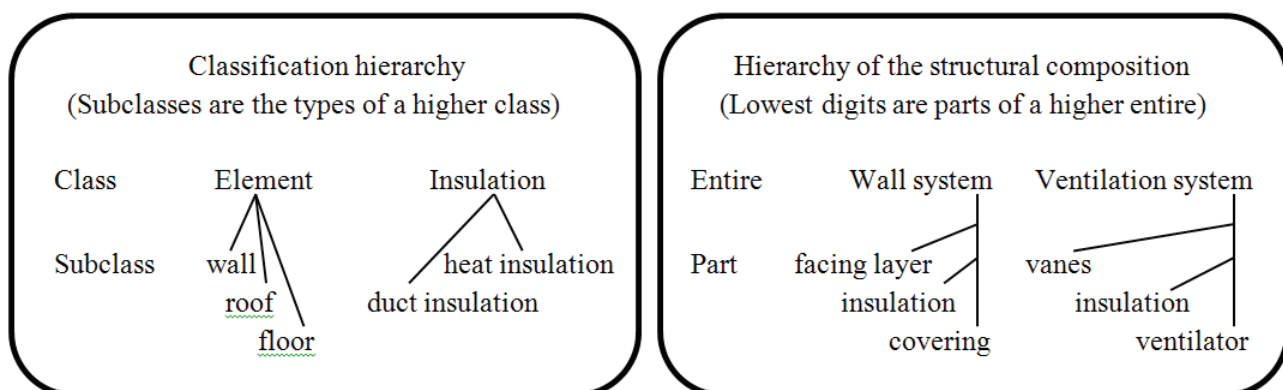 Classification hierarchy
(Subclasses are the types of a higher class)
Class Element Insulation
Subclass wall heat insulation
roof duct insulation
floor
Hierarchy of the structural composition
(Lowest digits are parts of a higher entire)
Entire Wall system Ventilation system
Part facing layer vanes
insulation insulation
covering ventilator